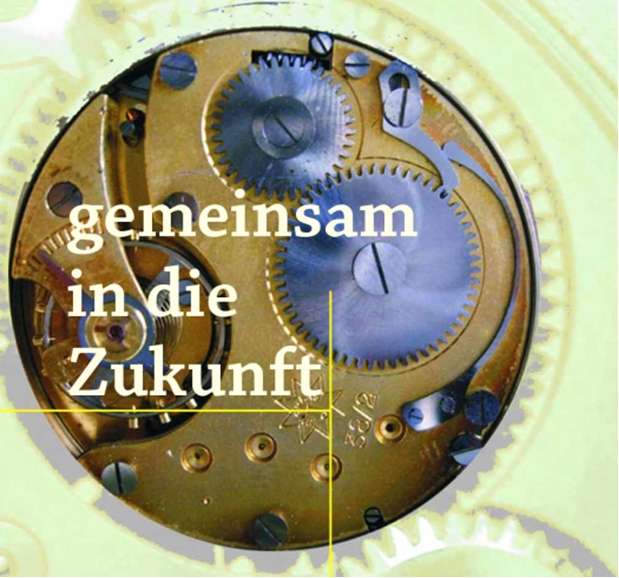 gemeinsam
in die
Zukunft